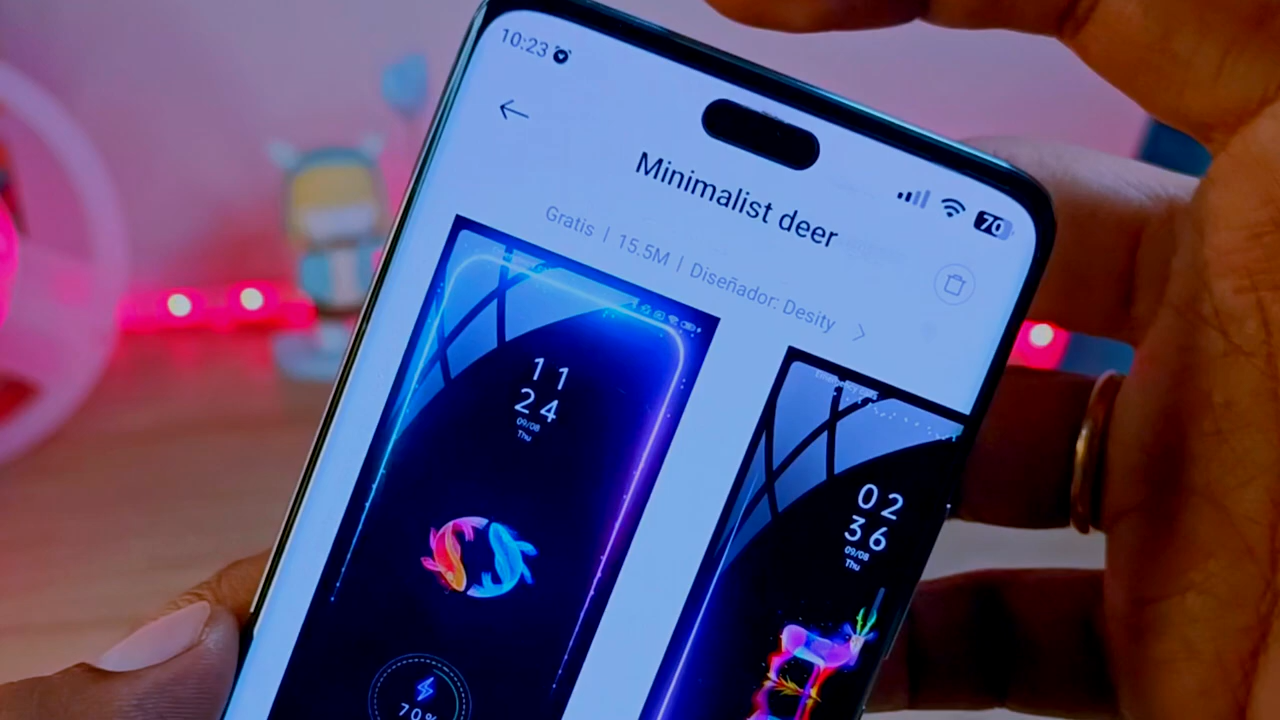 10:23
70
Minimalist deer
Gratis | 15.5M | Diseñador: Desity
11
24
09/08
Thu
70%
02
36
09/08
Thu